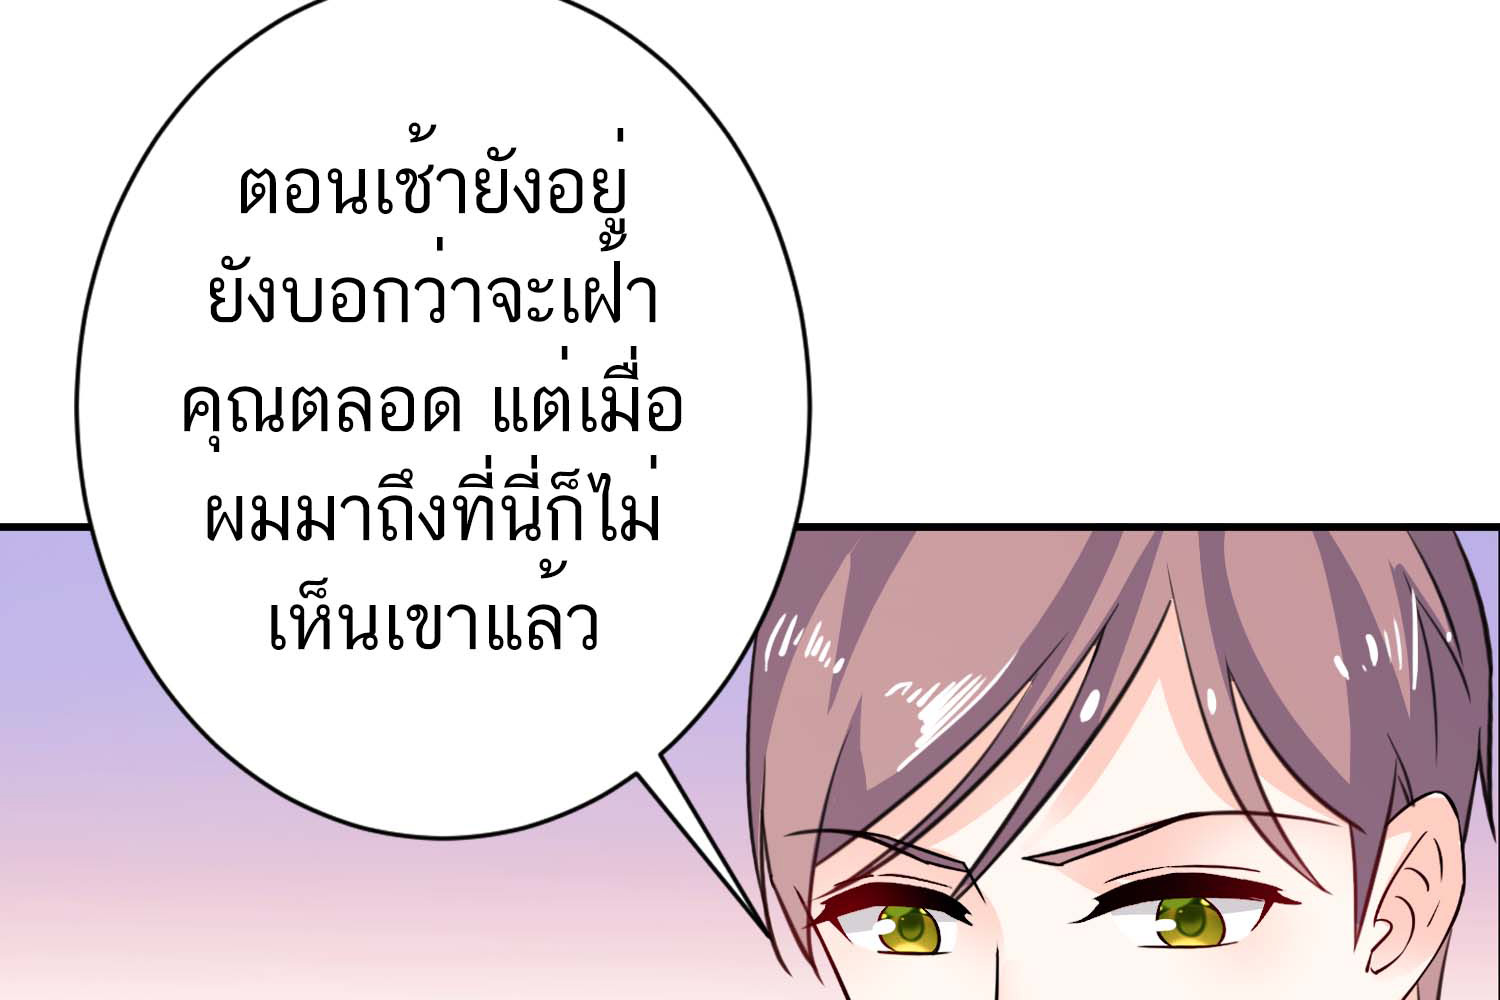 ตอนเช้ายังอยู่
ยังบอกว่าจะเฝ้า
คุณตลอด แต่เมื่อ
ผมมาถึงที่นี่ก็ไม่
เห็นเขาแล้ว